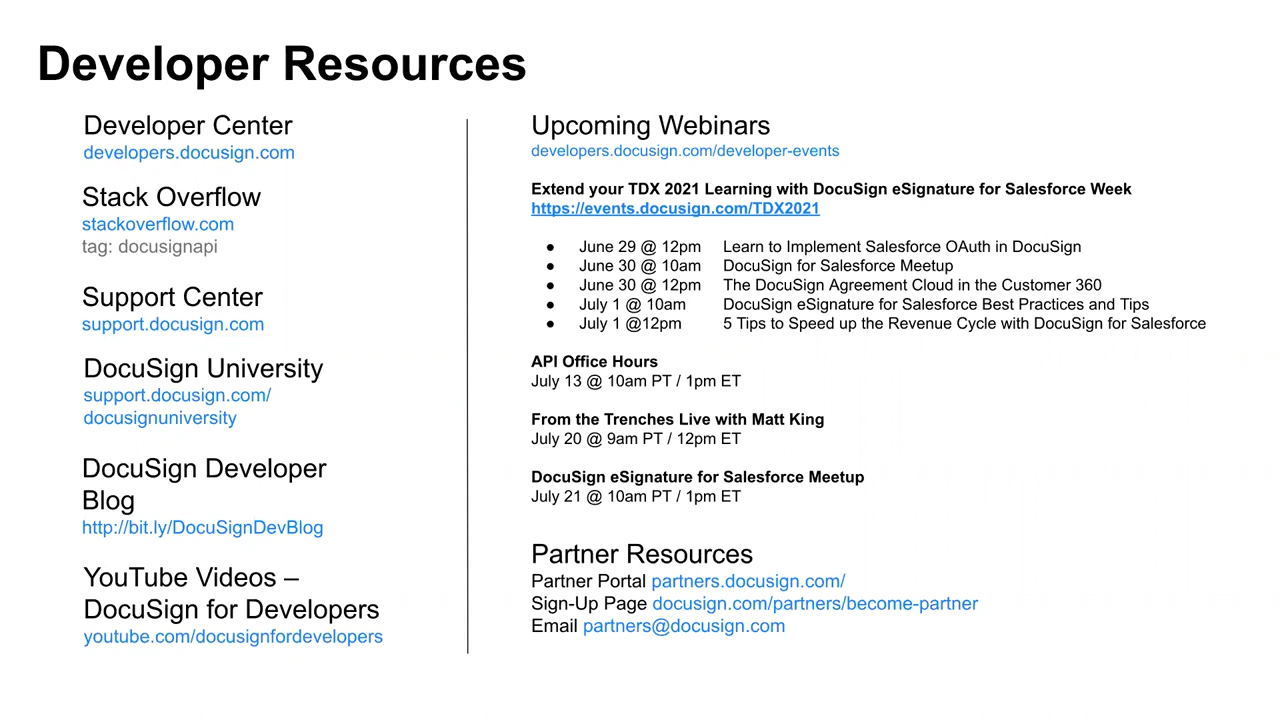 Developer Resources
Developer Center
developers.docusign.com
Stack Overflow
stackoverflow.com
tag: docusignapi
Support Center
support.docusign.com
DocuSign University
support.docusign.com/
docusignuniversity
DocuSign Developer
Blog
http://bit.ly/DocuSignDevBlog
YouTube Videos –
DocuSign for Developers
youtube.com/docusignfordevelopers
Upcoming Webinars
developers.docusign.com/developer-events
Extend your TDX 2021 Learning with DocuSign eSignature for Salesforce Week
https://events.docusign.com/TDX2021
● June 29 @ 12pm Learn to Implement Salesforce OAuth in DocuSign
● June 30 @ 10am DocuSign for Salesforce Meetup
● June 30 @ 12pm The DocuSign Agreement Cloud in the Customer 360
● July 1 @ 10am DocuSign eSignature for Salesforce Best Practices and Tips
● July 1 @12pm 5 Tips to Speed up the Revenue Cycle with DocuSign for Salesforce
API Office Hours
July 13 @ 10am PT / 1pm ET
From the Trenches Live with Matt King
July 20 @ 9am PT / 12pm ET
DocuSign eSignature for Salesforce Meetup
July 21 @ 10am PT / 1pm ET
Partner Resources
Partner Portal partners.docusign.com/
Sign-Up Page docusign.com/partners/become-partner
Email partners@docusign.com